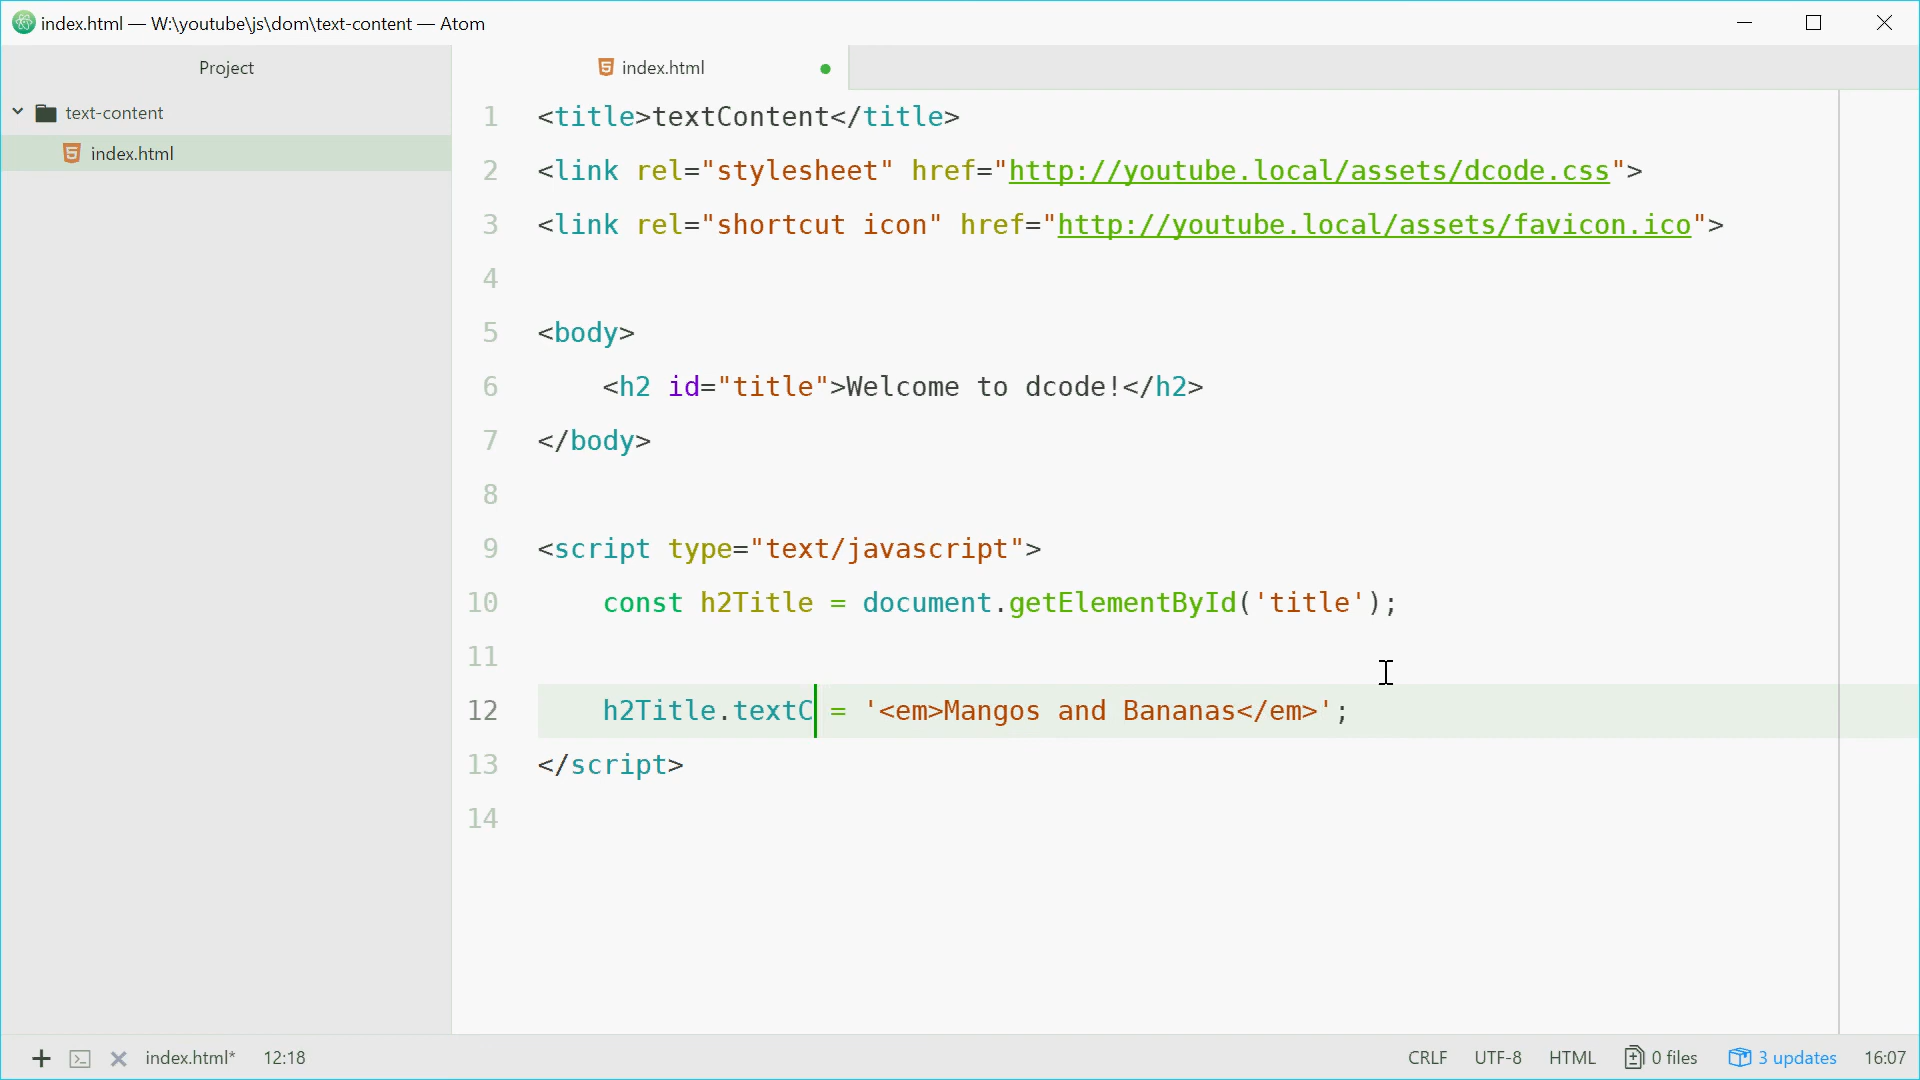 index.html — W:\youtube\js\dom\text-content — Atom
Project
index.html
text-content
index.html
1 <title>textContent</title>
2 <link rel="stylesheet" href="http://youtube.local/assets/dcode.css">
3 <link rel="shortcut icon" href="http://youtube.local/assets/favicon.ico">
4
5 <body>
6     <h2 id="title">Welcome to dcode!</h2>
7 </body>
8
9 <script type="text/javascript">
10     const h2Title = document.getElementById('title');
11
12     h2Title.textC = '<em>Mangos and Bananas</em>';
13 </script>
14
index.html* 12:18 CRLF UTF-8 HTML 0 files 3 updates 16:07